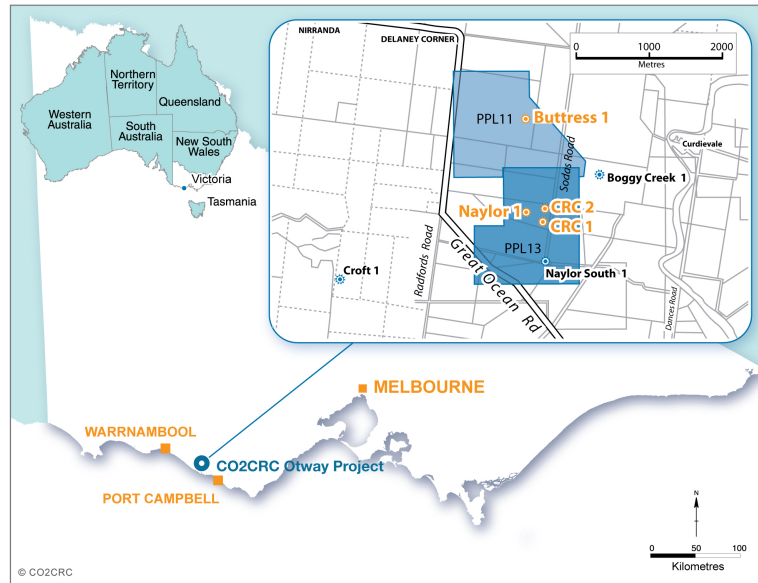 Northern
Territory
Western
Australia
Queensland
South
Australia
New South
Wales
Victoria
Tasmania
NIRRANDA
DELANEY CORNER
0 1000 2000
Metres
PPL11
Buttress 1
Sodas Road
Curdievale
Boggy Creek 1
Naylor 1
CRC 2
CRC 1
Radfords Road
Great Ocean Rd
PPL13
Croft 1
Naylor South 1
Dances Road
MELBOURNE
WARRNAMBOOL
CO2CRC Otway Project
PORT CAMPBELL
N
0 50 100
Kilometres
© CO2CRC